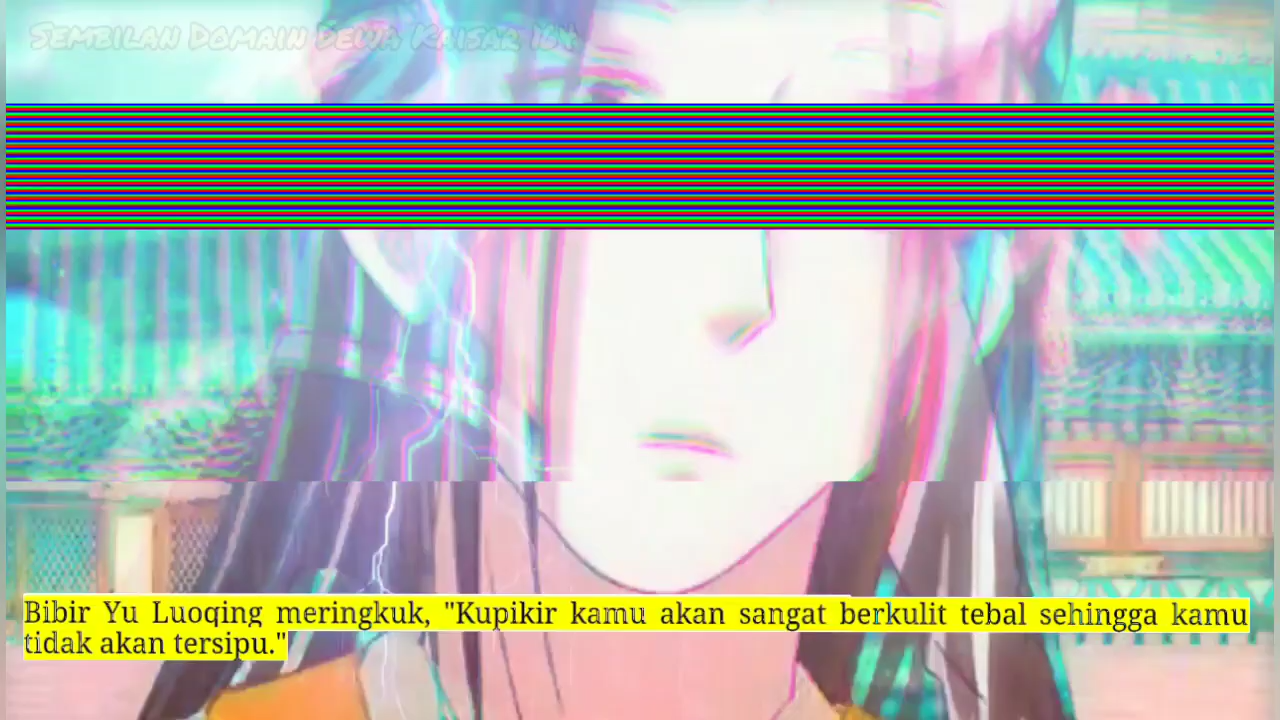 Sembilan Domain Dewa Kaisar 164
Bibir Yu Luoqing meringkuk, "Kupikir kamu akan sangat berkulit tebal sehingga kamu
tidak akan tersipu."